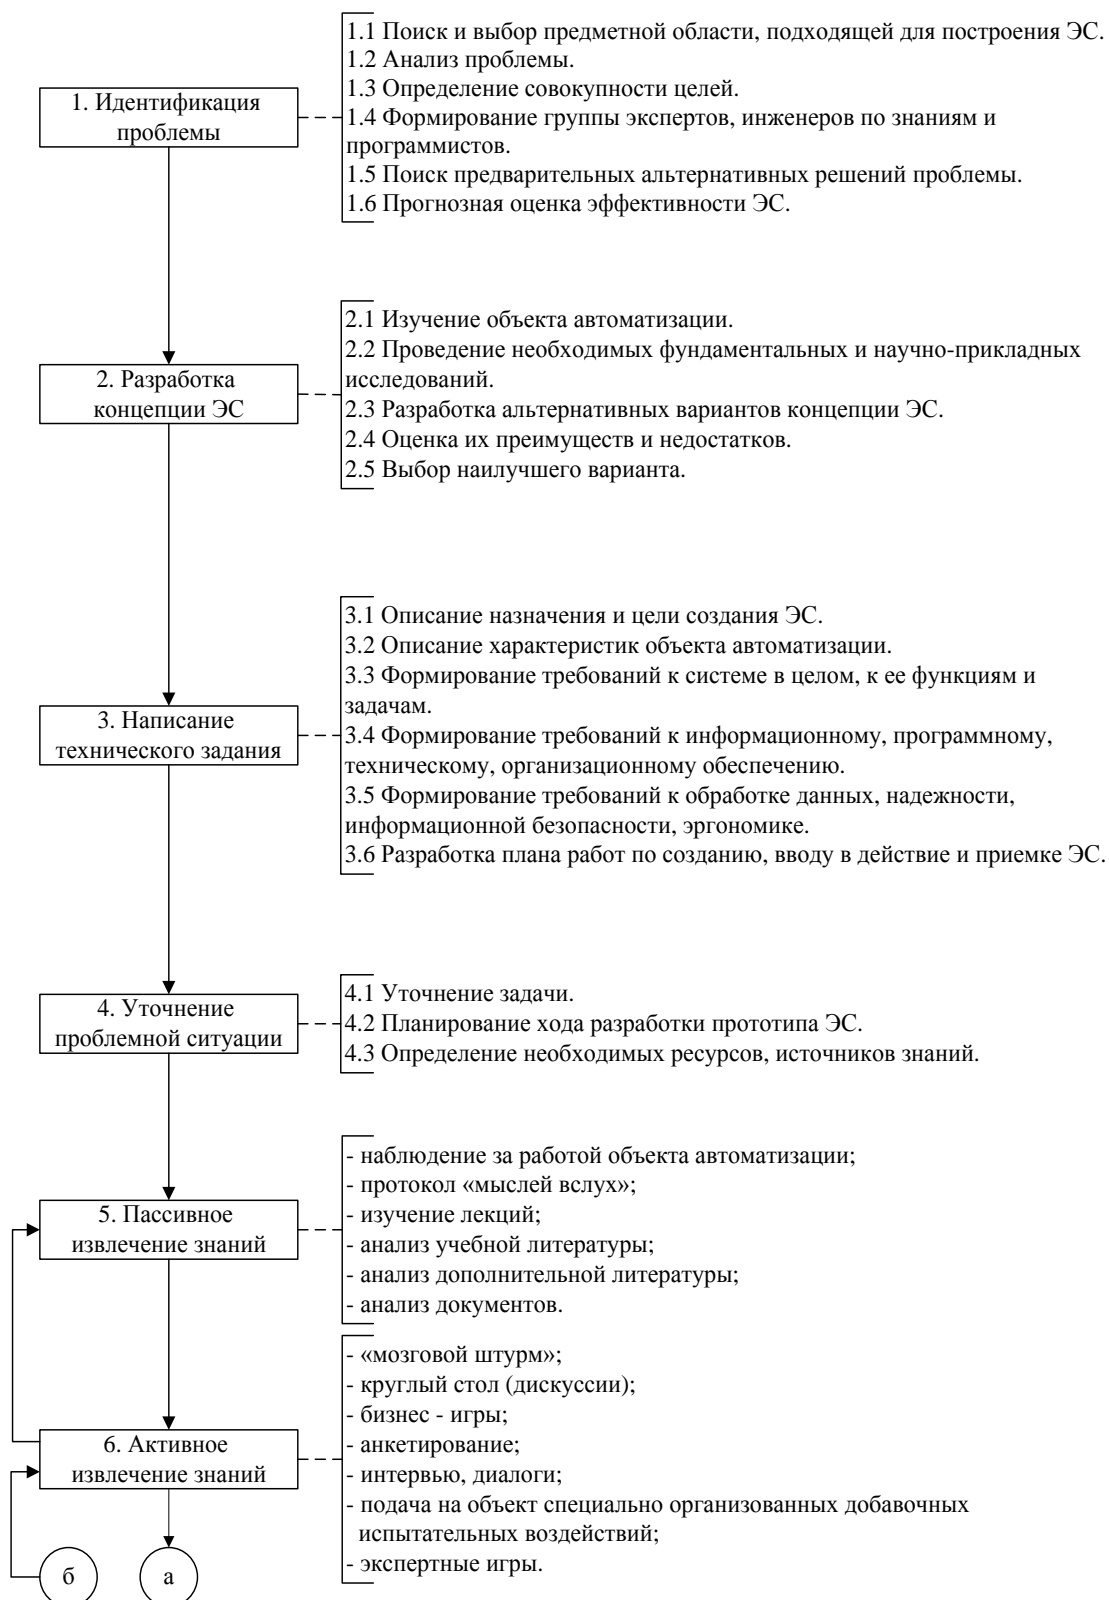 1. Идентификация
проблемы
1.1 Поиск и выбор предметной области, подходящей для построения ЭС.
1.2 Анализ проблемы.
1.3 Определение совокупности целей.
1.4 Формирование группы экспертов, инженеров по знаниям и
программистов.
1.5 Поиск предварительных альтернативных решений проблемы.
1.6 Прогнозная оценка эффективности ЭС.
2. Разработка
концепции ЭС
2.1 Изучение объекта автоматизации.
2.2 Проведение необходимых фундаментальных и научно-прикладных
исследований.
2.3 Разработка альтернативных вариантов концепции ЭС.
2.4 Оценка их преимуществ и недостатков.
2.5 Выбор наилучшего варианта.
3. Написание
технического задания
3.1 Описание назначения и цели создания ЭС.
3.2 Описание характеристик объекта автоматизации.
3.3 Формирование требований к системе в целом, к ее функциям и
задачам.
3.4 Формирование требований к информационному, программному,
техническому, организационному обеспечению.
3.5 Формирование требований к обработке данных, надежности,
информационной безопасности, эргономике.
3.6 Разработка плана работ по созданию, вводу в действие и приемке ЭС.
4. Уточнение
проблемной ситуации
4.1 Уточнение задачи.
4.2 Планирование хода разработки прототипа ЭС.
4.3 Определение необходимых ресурсов, источников знаний.
5. Пассивное
извлечение знаний
- наблюдение за работой объекта автоматизации;
- протокол «мыслей вслух»;
- изучение лекций;
- анализ учебной литературы;
- анализ дополнительной литературы;
- анализ документов.
6. Активное
извлечение знаний
- «мозговой штурм»;
- круглый стол (дискуссии);
- бизнес - игры;
- анкетирование;
- интервью, диалоги;
- подача на объект специально организованных добавочных
испытательных воздействий;
- экспертные игры.
б
а